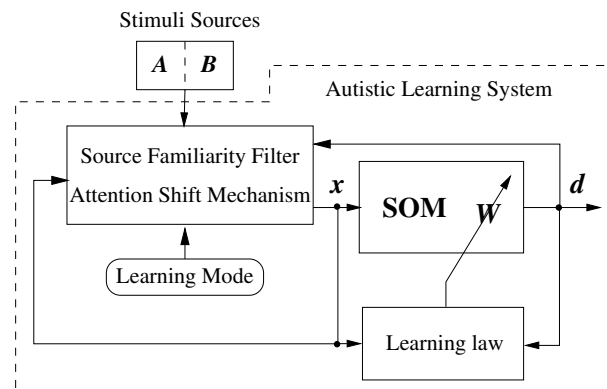 Stimuli Sources
A B
Autistic Learning System
Source Familiarity Filter
Attention Shift Mechanism
x
d
SOM W
Learning Mode
Learning law